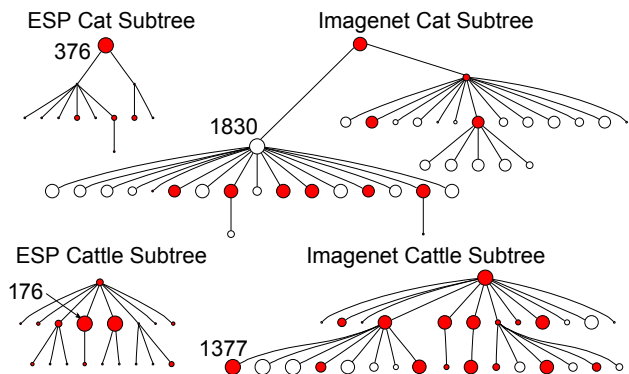 ESP Cat Subtree
Imagenet Cat Subtree
376
1830
ESP Cattle Subtree
Imagenet Cattle Subtree
176
1377